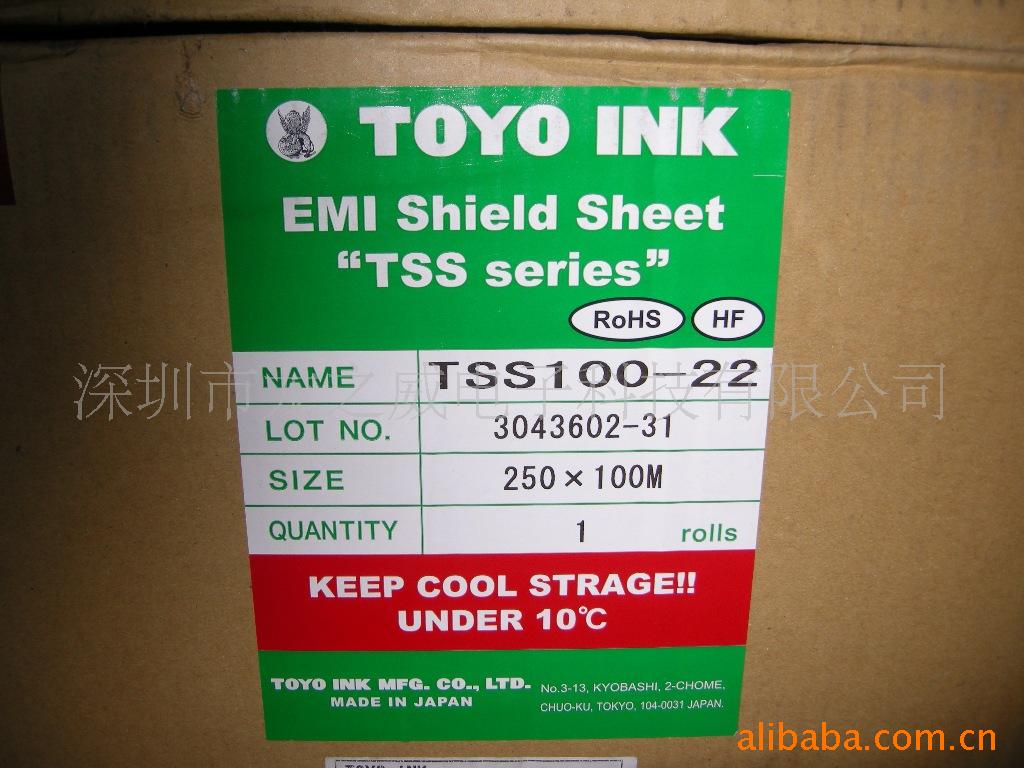 TOYO INK
EMI Shield Sheet
“TSS series”
RoHS HF
NAME TSS100-22
深圳市 之威电子科技有限公司
LOT NO. 3043602-31
SIZE 250×100M
QUANTITY 1 rolls
KEEP COOL STRAGE!!
UNDER 10℃
TOYO INK MFG. CO., LTD. No.3-13, KYOBASHI, 2-CHOME,
MADE IN JAPAN CHUO-KU, TOKYO, 104-0031 JAPAN.
alibaba.com.cn
TOYO INK